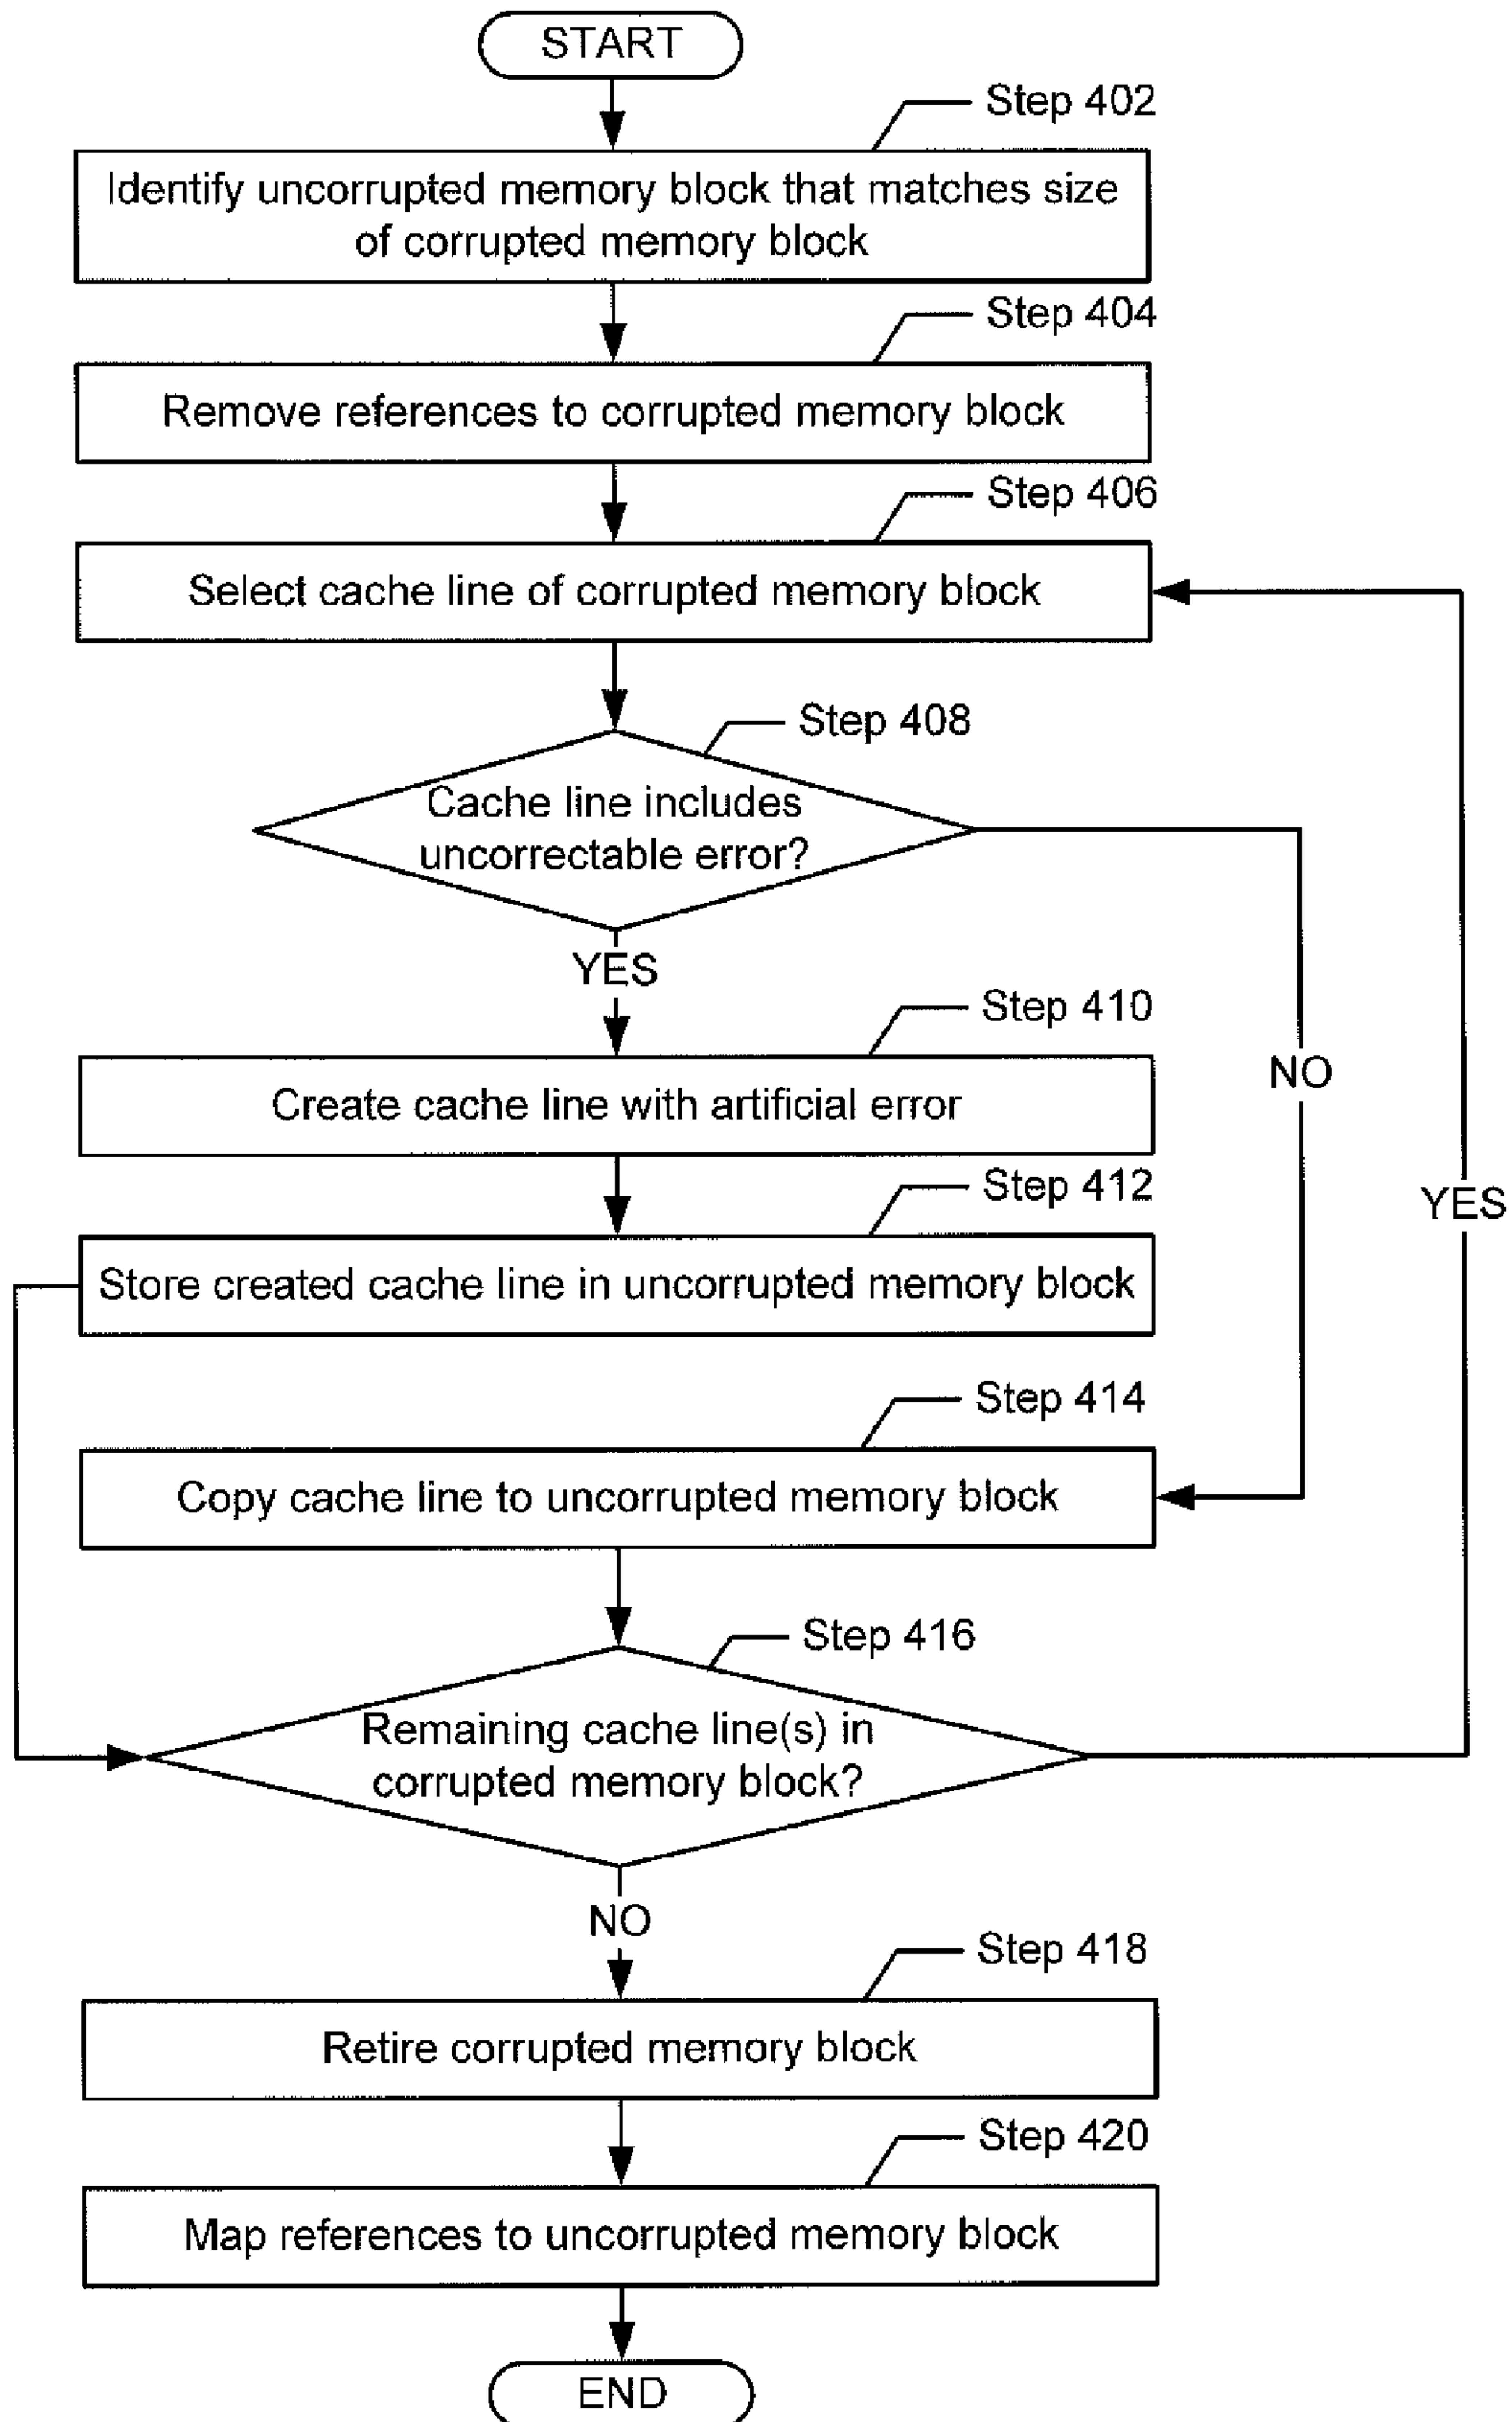 START
Step 402
Identify uncorrupted memory block that matches size
of corrupted memory block
Step 404
Remove references to corrupted memory block
Step 406
Select cache line of corrupted memory block
Step 408
Cache line includes
uncorrectable error?
YES
Step 410
NO
Create cache line with artificial error
Step 412
YES
Store created cache line in uncorrupted memory block
Step 414
Copy cache line to uncorrupted memory block
Step 416
Remaining cache line(s) in
corrupted memory block?
NO
Step 418
Retire corrupted memory block
Step 420
Map references to uncorrupted memory block
END